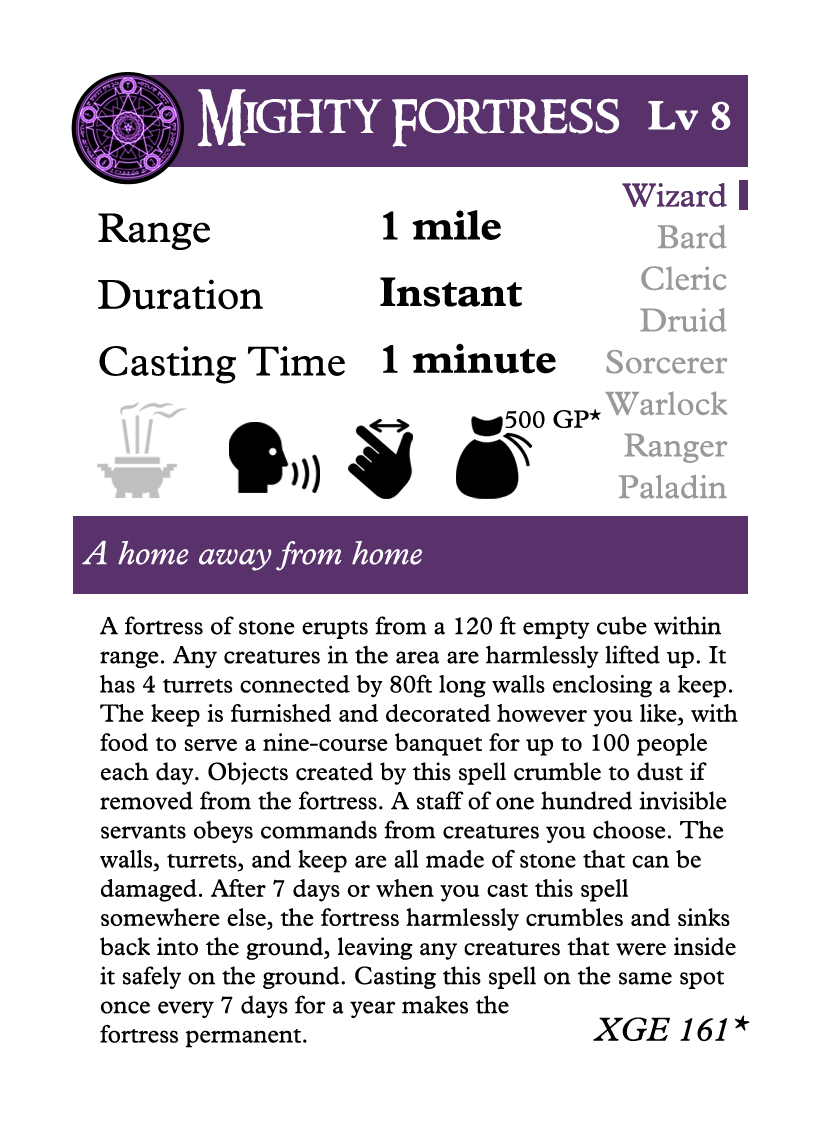 Mighty Fortress Lv 8
Wizard
Bard
Cleric
Druid
Sorcerer
Warlock
Ranger
Paladin
Range 1 mile
Duration Instant
Casting Time 1 minute
500 GP★
A home away from home
A fortress of stone erupts from a 120 ft empty cube within
range. Any creatures in the area are harmlessly lifted up. It
has 4 turrets connected by 80ft long walls enclosing a keep.
The keep is furnished and decorated however you like, with
food to serve a nine-course banquet for up to 100 people
each day. Objects created by this spell crumble to dust if
removed from the fortress. A staff of one hundred invisible
servants obeys commands from creatures you choose. The
walls, turrets, and keep are all made of stone that can be
damaged. After 7 days or when you cast this spell
somewhere else, the fortress harmlessly crumbles and sinks
back into the ground, leaving any creatures that were inside
it safely on the ground. Casting this spell on the same spot
once every 7 days for a year makes the
fortress permanent.
XGE 161★